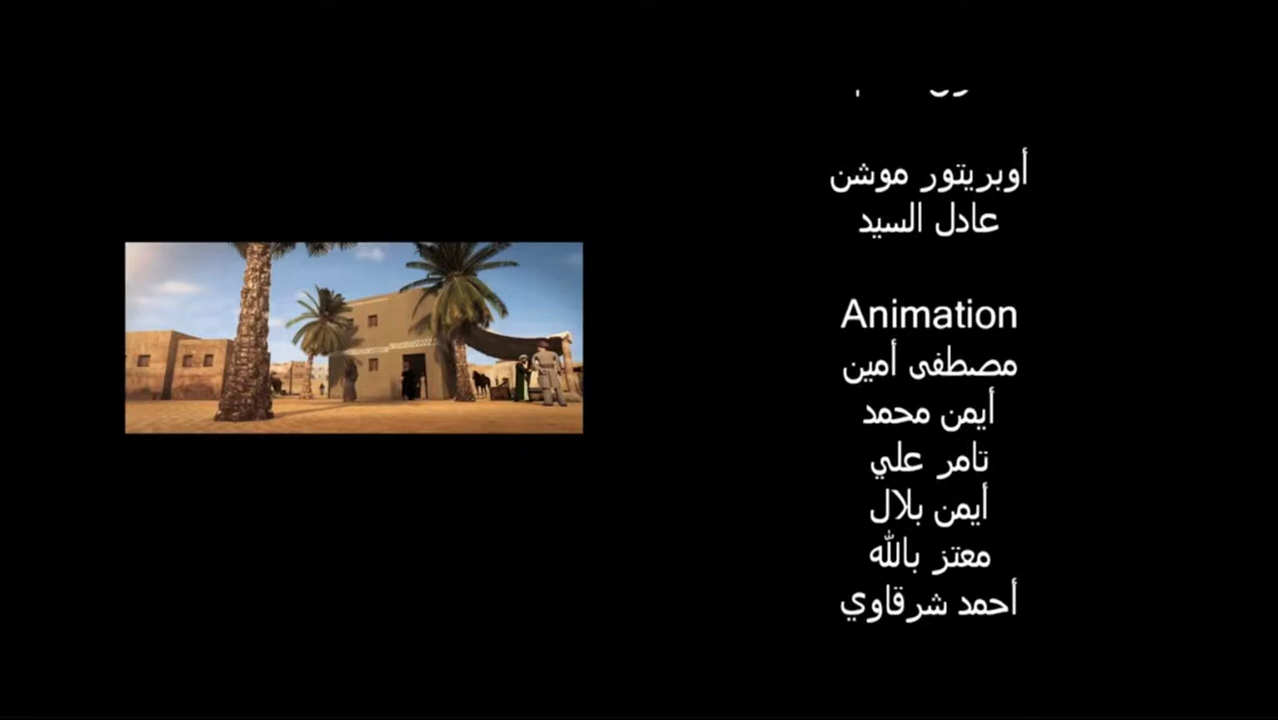 أوبريتور موشن
عادل السيد
Animation
مصطفى أمين
أيمن محمد
تامر علي
أيمن بلال
معتز بالله
أحمد شرقاوي